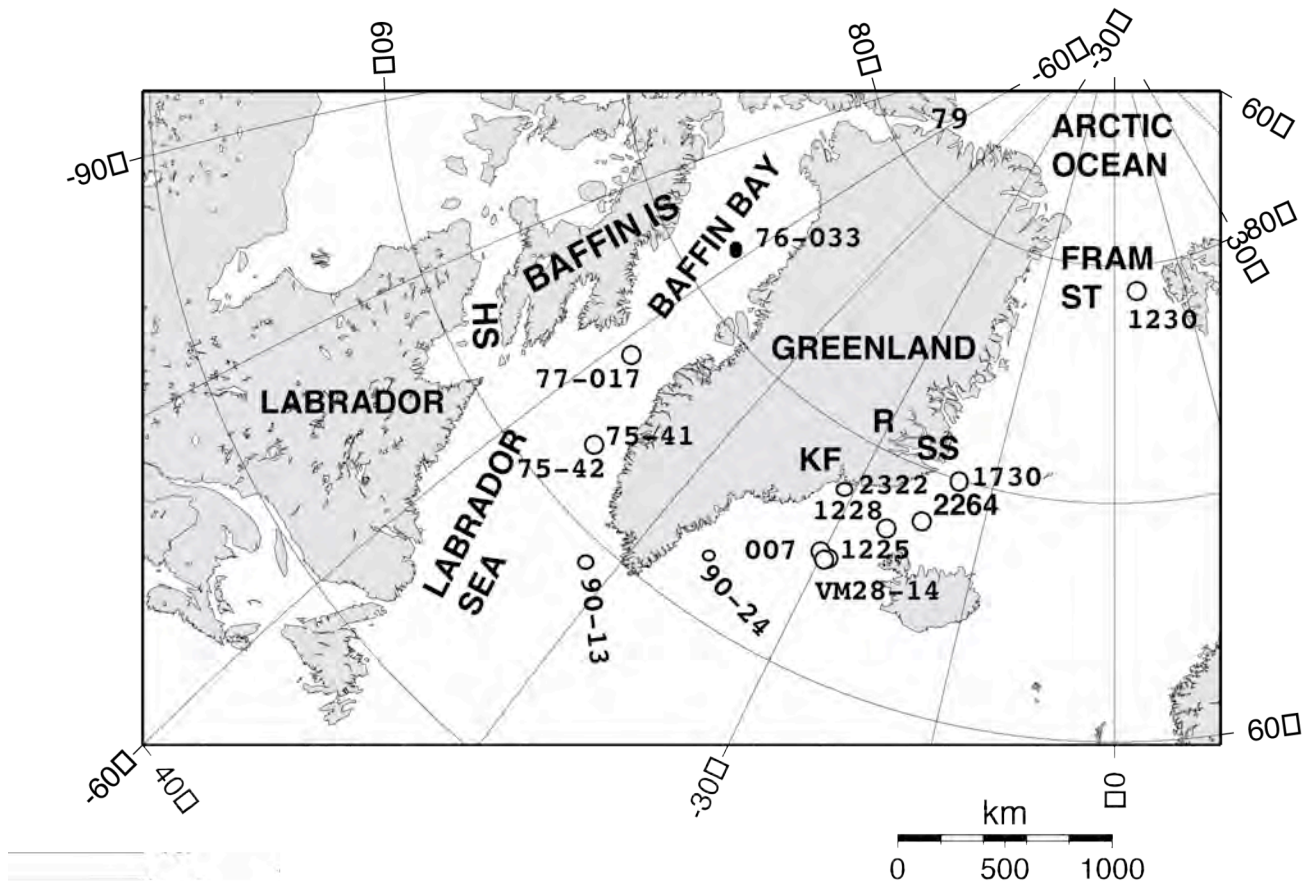 60□
80□
-60□
-30□
60□
-90□
79
ARCTIC
OCEAN
BAFFIN IS
BAFFIN BAY
76-033
80□
30□
FRAM
ST
1230
SH
GREENLAND
77-017
LABRADOR
R
75-41
SS
75-42
KF
1730
2322
2264
1228
LABRADOR
SEA
007
1225
VM28-14
90-24
90-13
60□
-60□
40□
-30□
0□
km
0
500
1000